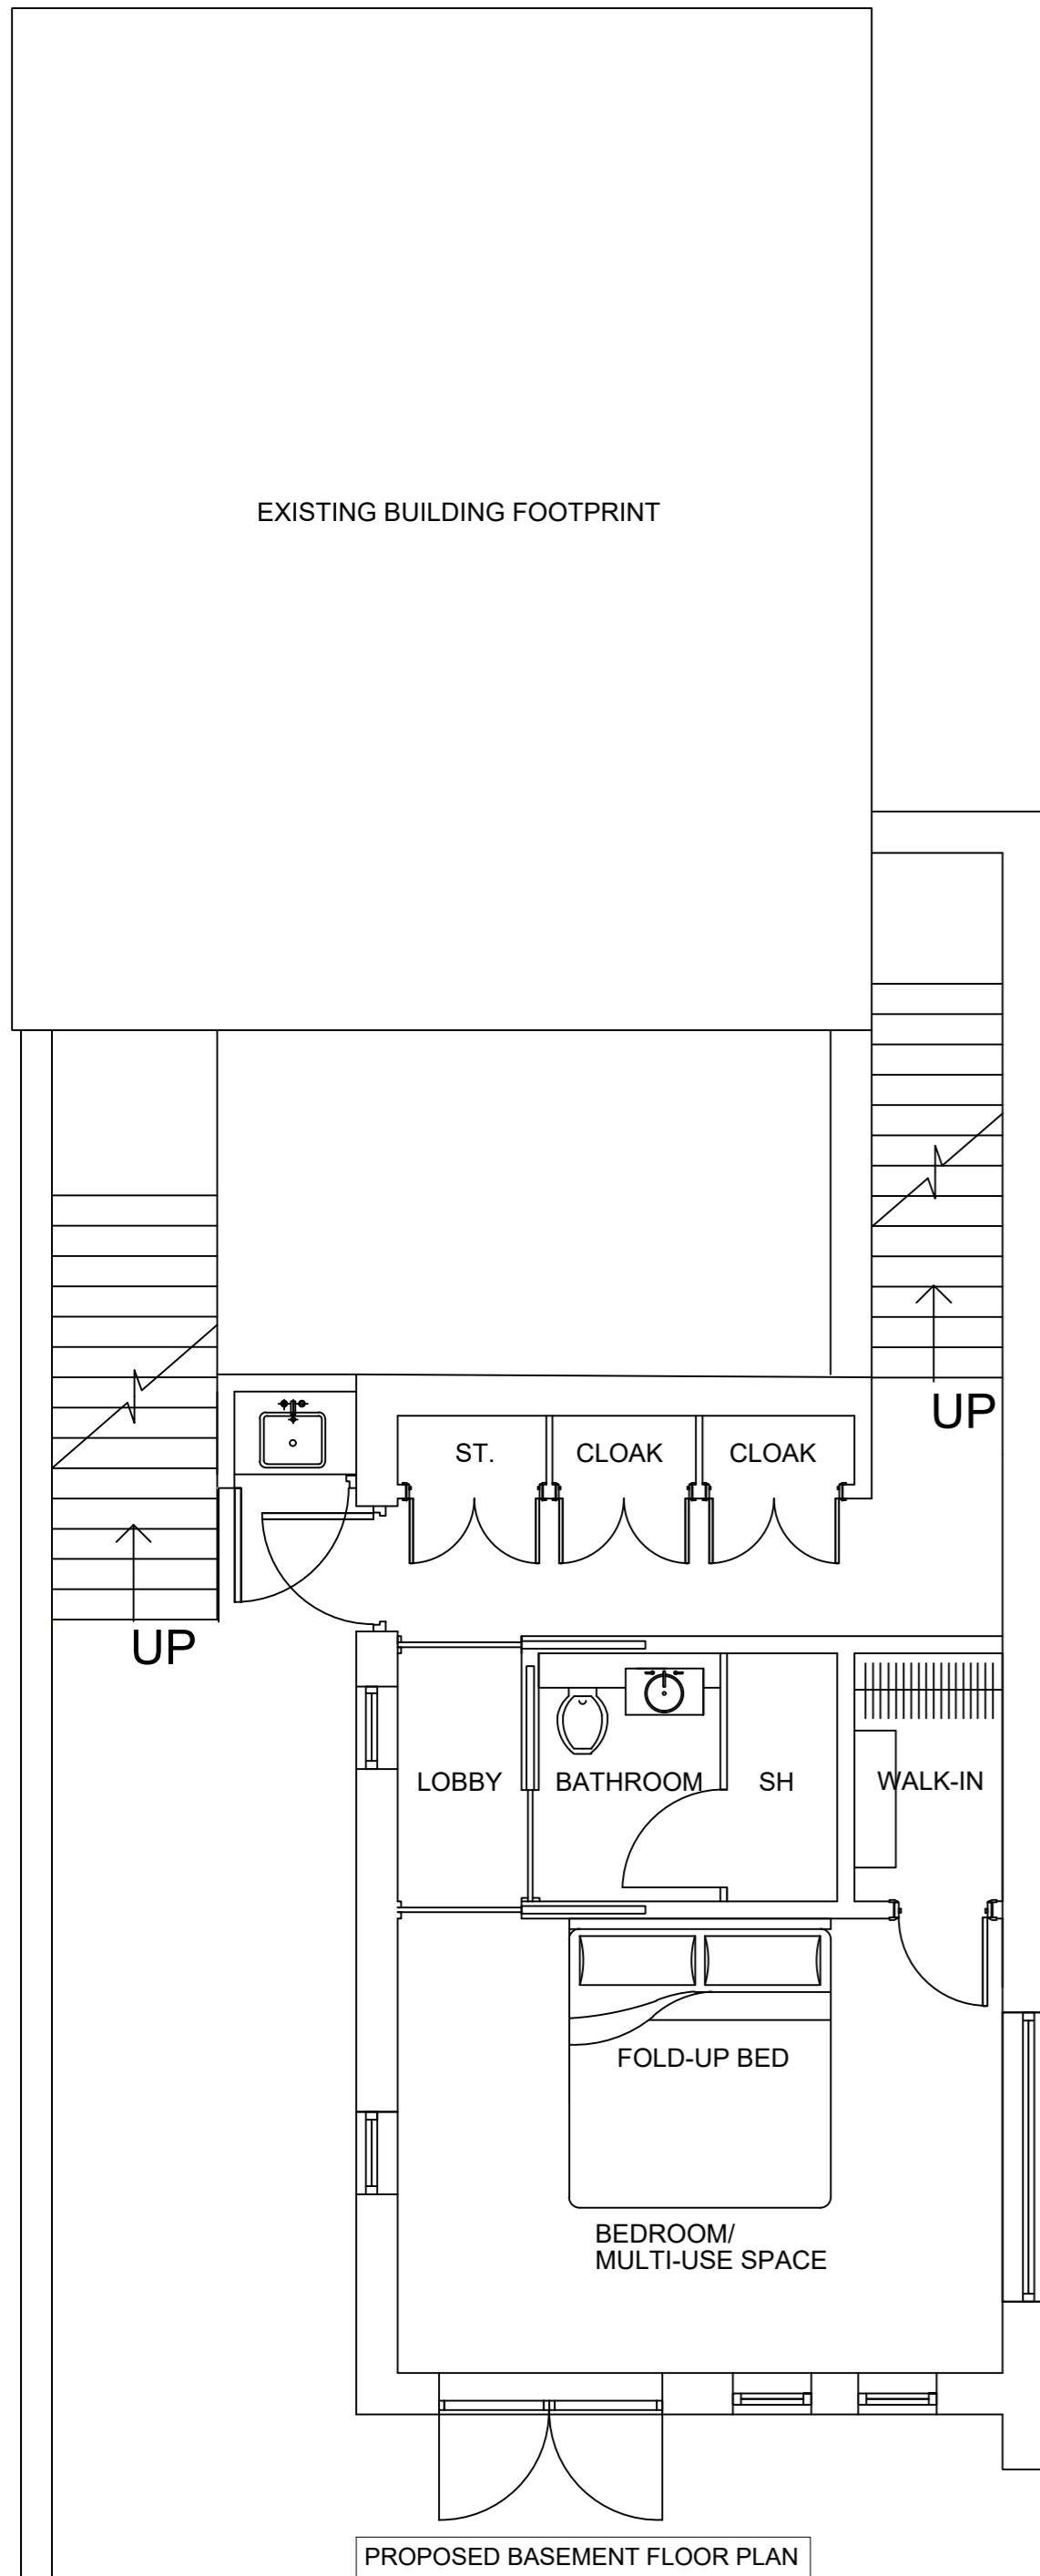 EXISTING BUILDING FOOTPRINT
UP
ST.
CLOAK
CLOAK
UP
LOBBY
BATHROOM
SH
WALK-IN
FOLD-UP BED
BEDROOM/
MULTI-USE SPACE
PROPOSED BASEMENT FLOOR PLAN